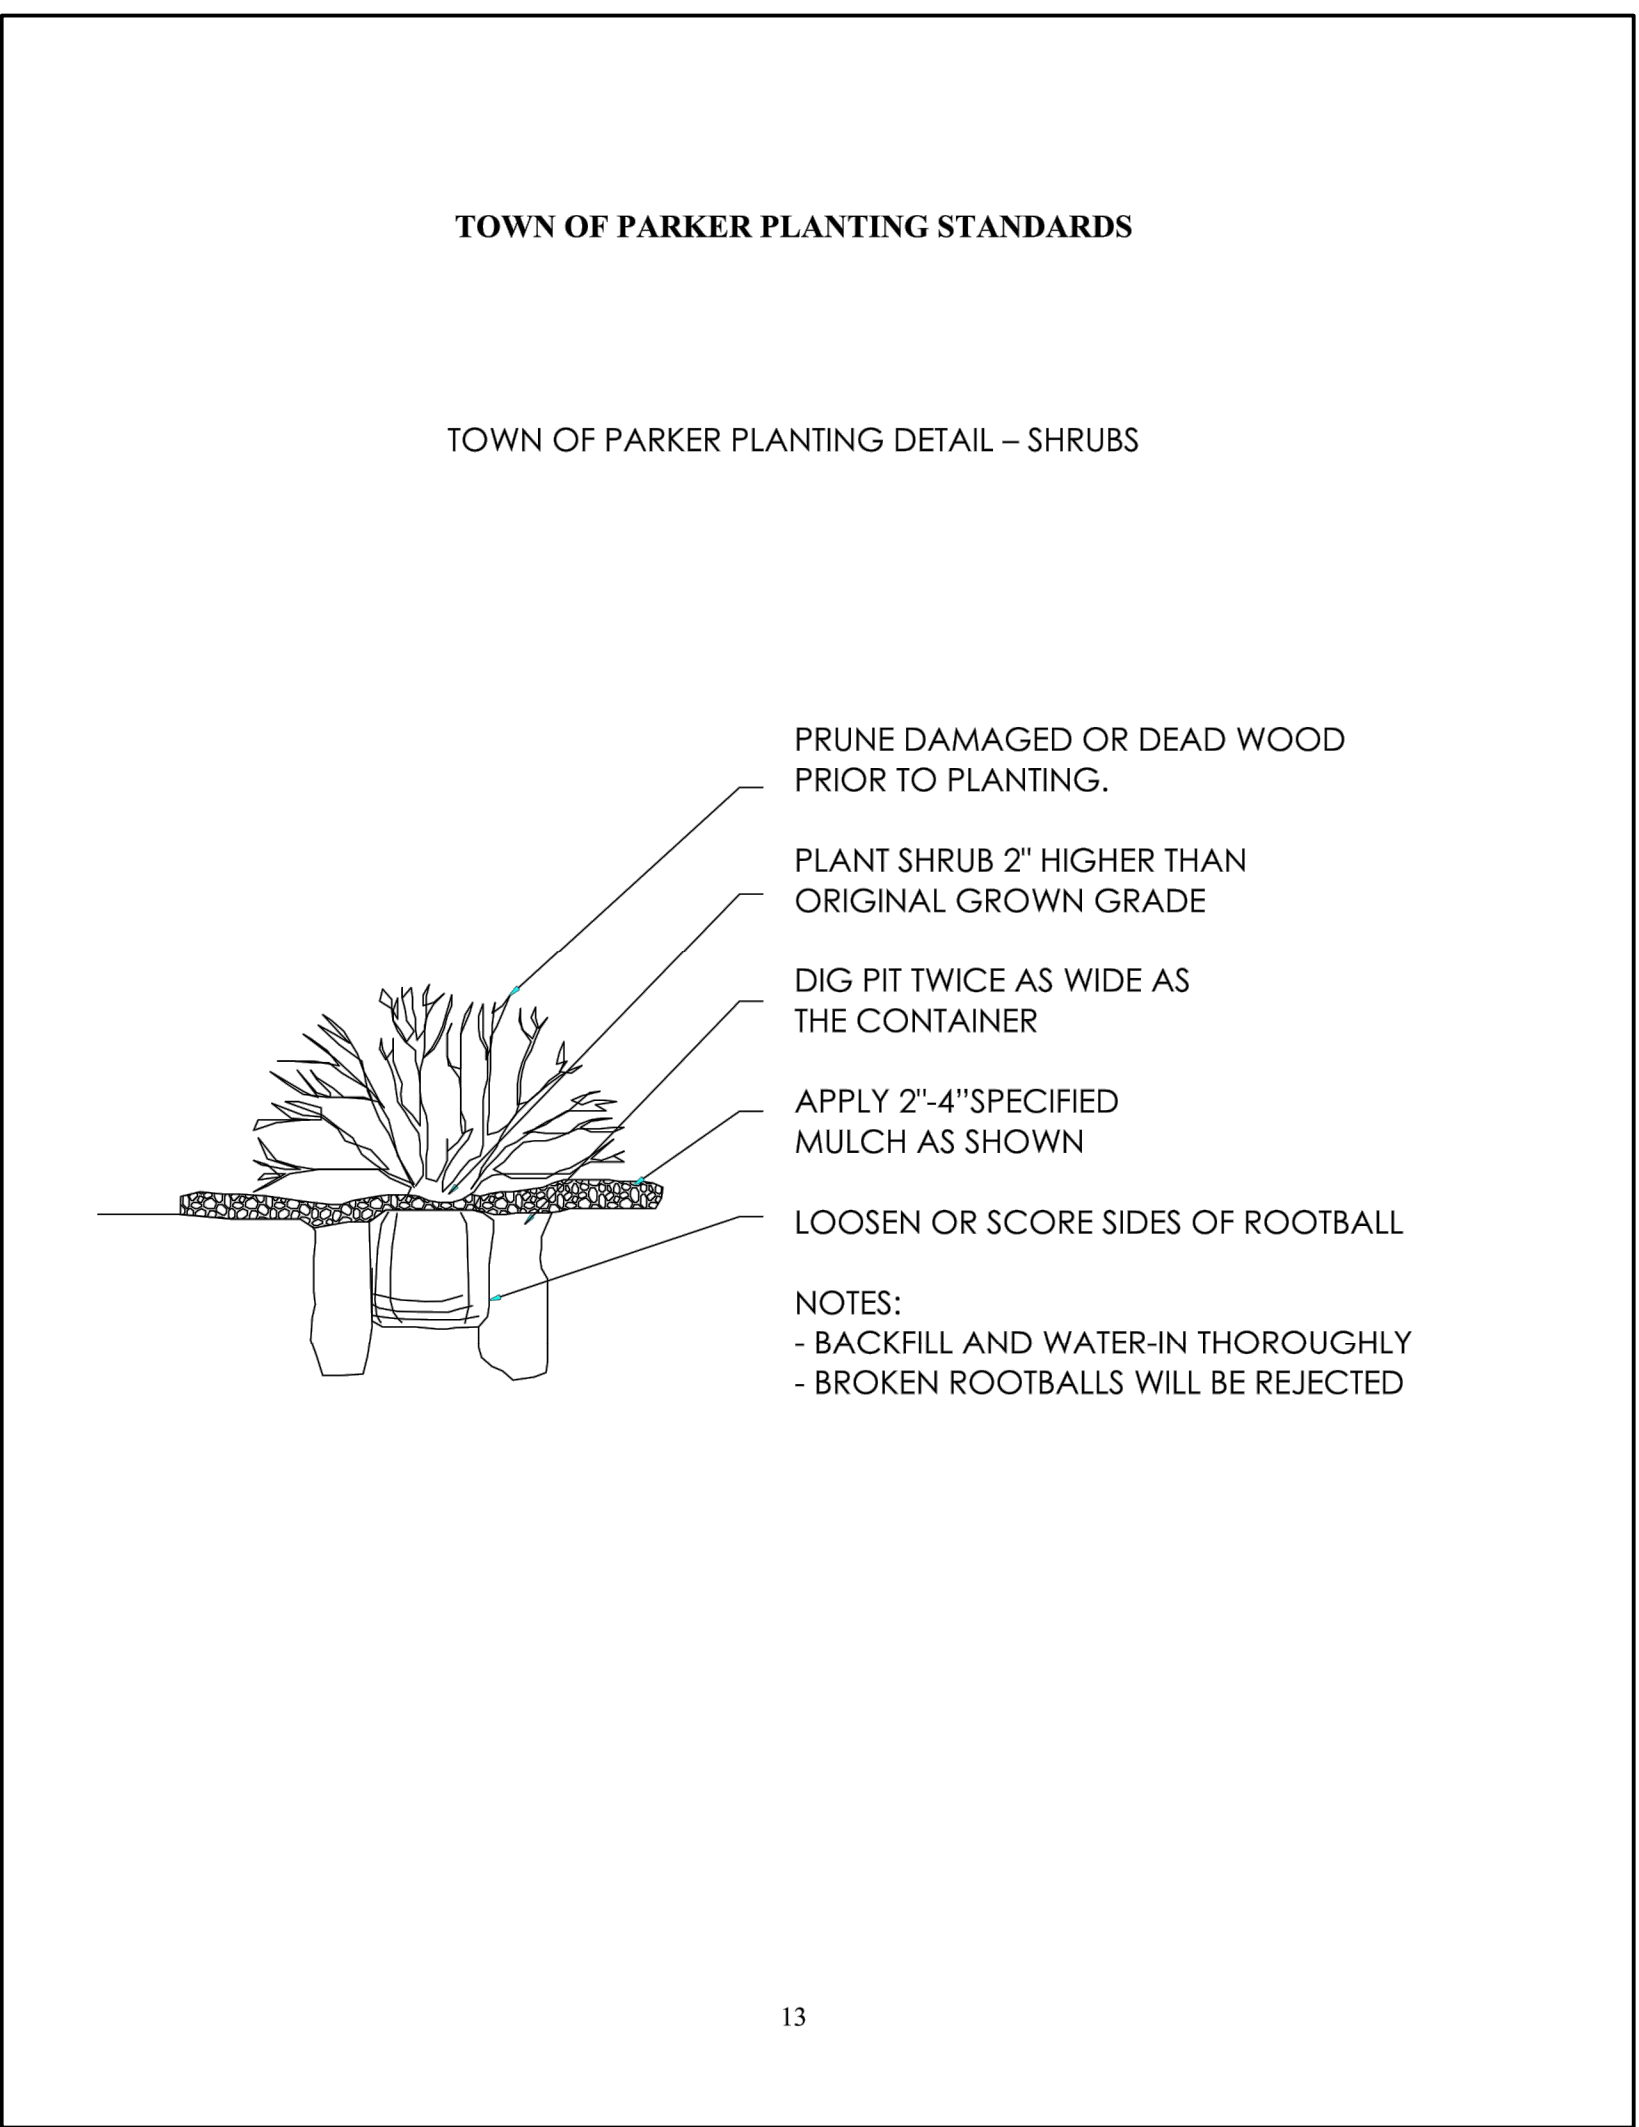 TOWN OF PARKER PLANTING STANDARDS
TOWN OF PARKER PLANTING DETAIL – SHRUBS
PRUNE DAMAGED OR DEAD WOOD
PRIOR TO PLANTING.
PLANT SHRUB 2" HIGHER THAN
ORIGINAL GROWN GRADE
DIG PIT TWICE AS WIDE AS
THE CONTAINER
APPLY 2"-4”SPECIFIED
MULCH AS SHOWN
LOOSEN OR SCORE SIDES OF ROOTBALL
NOTES:
- BACKFILL AND WATER-IN THOROUGHLY
- BROKEN ROOTBALLS WILL BE REJECTED
13